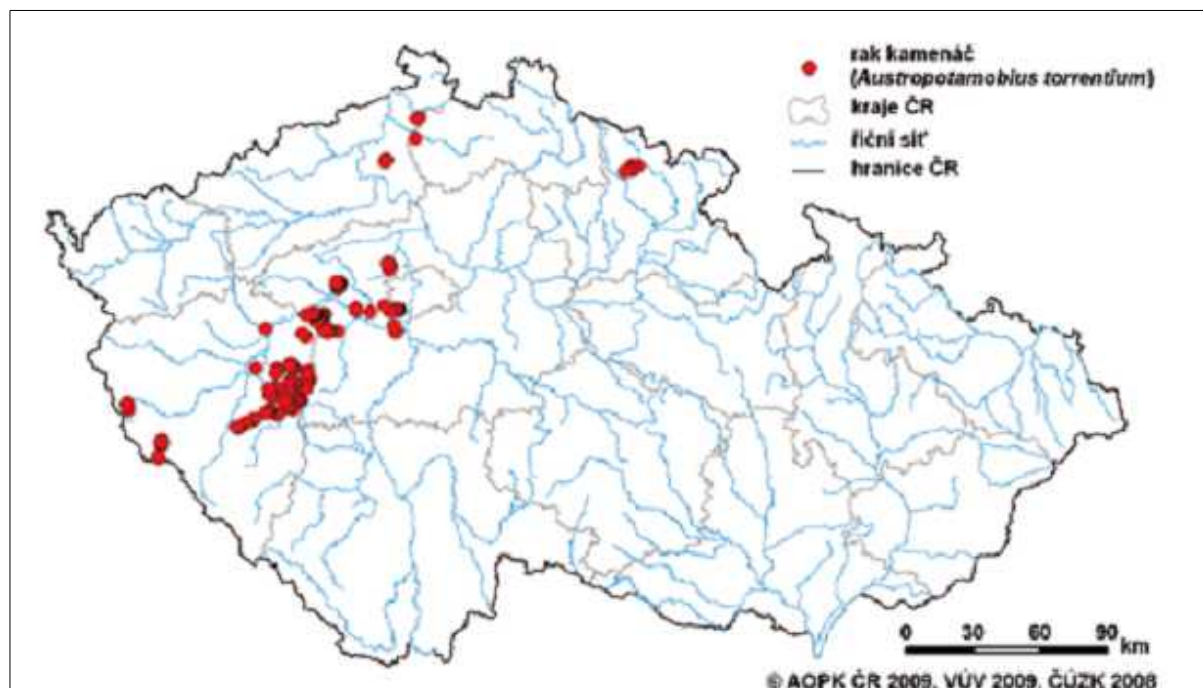 rak kamenáč
(Austropotamobius torrentium)
kraje ČR
říční síť
hranice ČR
0 30 60 90
km
© AOPK ČR 2009, VÚV 2009, ČÚZK 2008